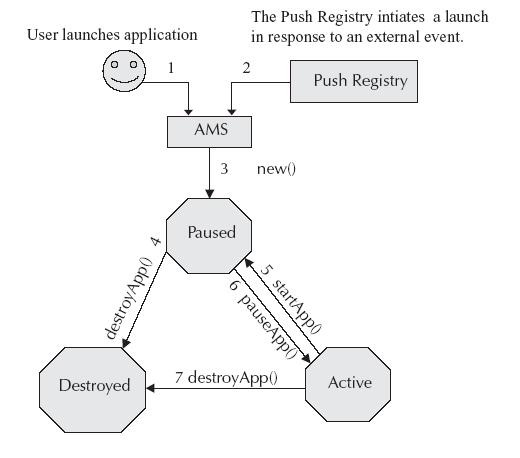 The Push Registry intiates a launch
User launches application in response to an external event.
1
2
Push Registry
AMS
3 new()
Paused
4 destroyApp()
5 startApp()
6 pauseApp()
Destroyed
7 destroyApp()
Active